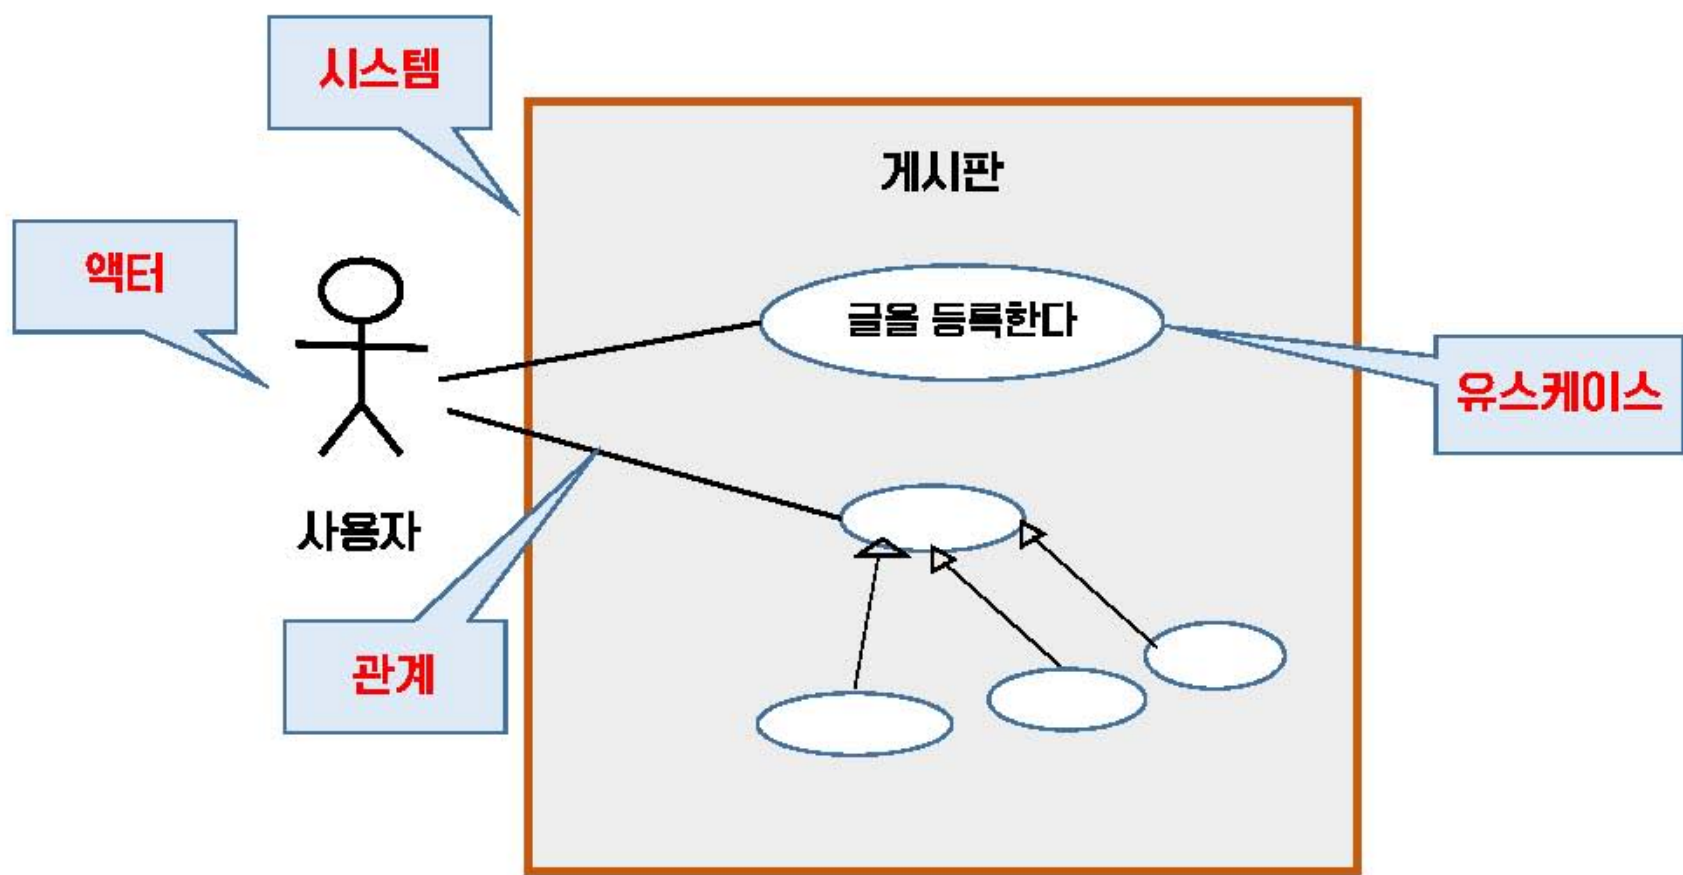 시스템
게시판
액터
글을 등록한다
유스케이스
사용자
관계